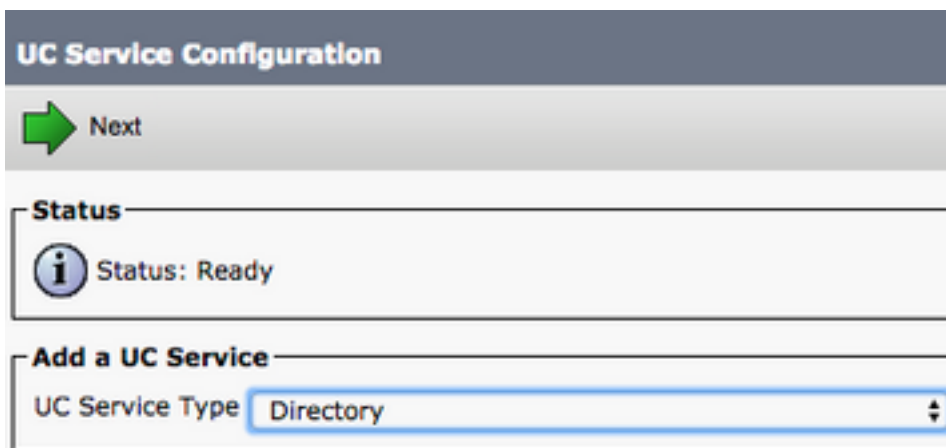 UC Service Configuration
Next
Status
Status: Ready
Add a UC Service
UC Service Type Directory